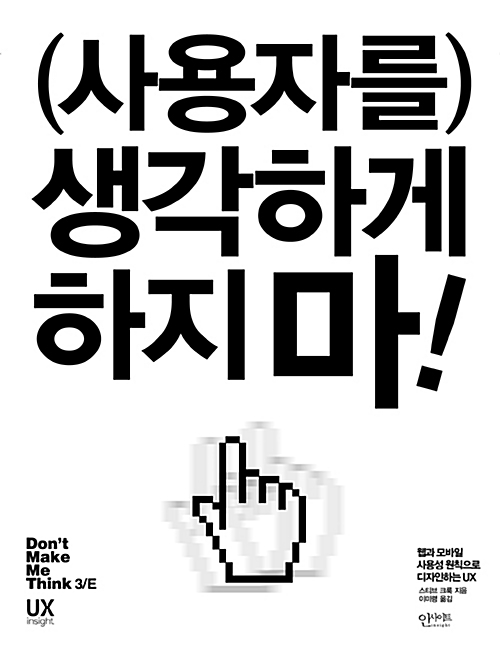 (사용자를)
생각하게
하지 마!
Don't
Make
Me
Think 3/E
UX
insight
웹과 모바일
사용성 원칙으로
디자인하는 UX
스티브 크룩 지음
이미령 옮김
인사이트
insight